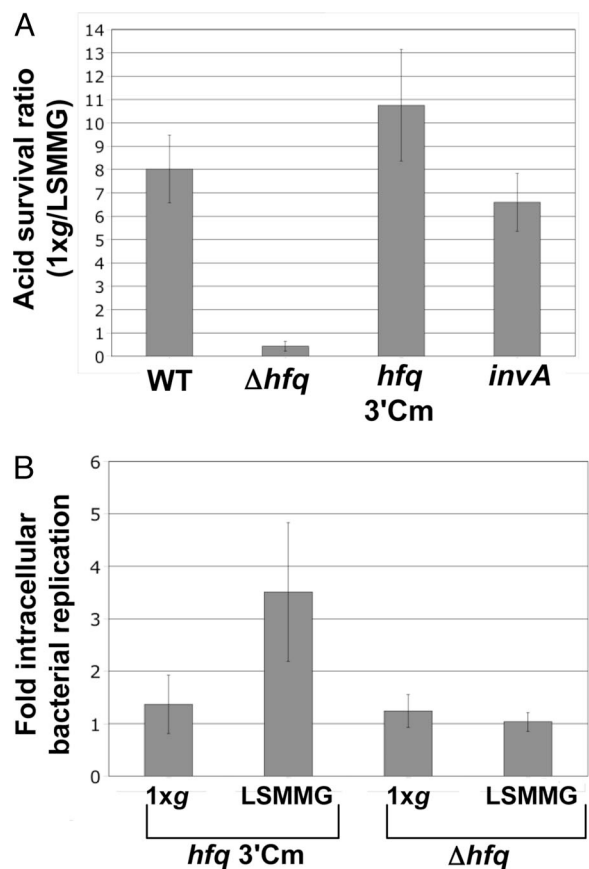 A
Acid survival ratio
(1xg/LSMMG)
14
13
12
11
10
9
8
7
6
5
4
3
2
1
0
WT Δhfq hfq invA
3'Cm
B
Fold intracellular
bacterial replication
6
5
4
3
2
1
0
1xg LSMMG 1xg LSMMG
hfq 3'Cm Δhfq